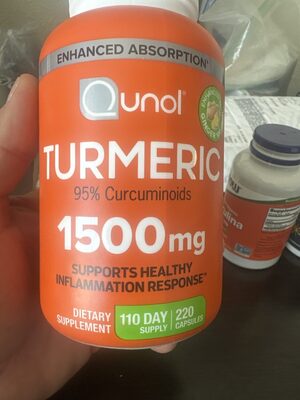 ENHANCED ABSORPTION
Qunol®
TURMERIC
95% Curcuminoids
1500mg
SUPPORTS HEALTHY
INFLAMMATION RESPONSE*
DIETARY
SUPPLEMENT
110 DAY
SUPPLY
220
CAPSULES